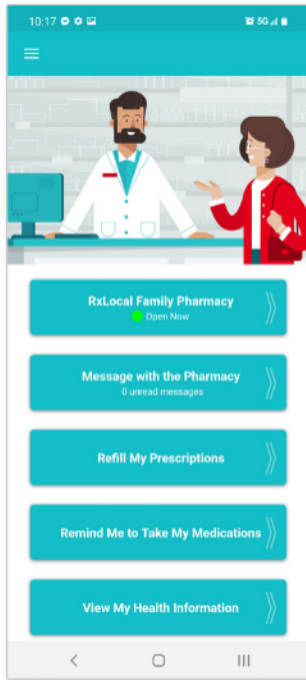 10:17
5G
RxLocal Family Pharmacy
Open Now
Message with the Pharmacy
0 unread messages
Refill My Prescriptions
Remind Me to Take My Medications
View My Health Information